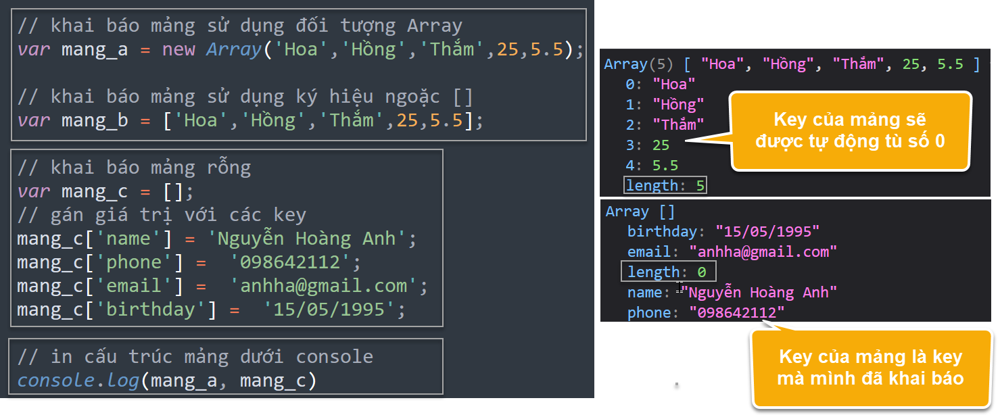 // khai báo mảng sử dụng đối tượng Array
var mang_a = new Array('Hoa','Hồng','Thắm',25,5.5);
// khai báo mảng sử dụng ký hiệu ngoặc []
var mang_b = ['Hoa','Hồng','Thắm',25,5.5];
// khai báo mảng rỗng
var mang_c = [];
// gán giá trị với các key
mang_c['name'] = 'Nguyễn Hoàng Anh';
mang_c['phone'] =  '098642112';
mang_c['email'] =   'anhha@gmail.com';
mang_c['birthday'] =  '15/05/1995';
// in cấu trúc mảng dưới console
console.log(mang_a, mang_c)
Array(5) [ "Hoa", "Hồng", "Thắm", 25, 5.5 ]
0: "Hoa"
1: "Hồng"
2: "Thắm"
3: 25
4: 5.5
length: 5
Key của mảng sẽ
được tự động tù số 0
Array []
birthday: "15/05/1995"
email: "anhha@gmail.com"
length: 0
name: "Nguyễn Hoàng Anh"
phone: "098642112"
Key của mảng là key
mà mình đã khai báo